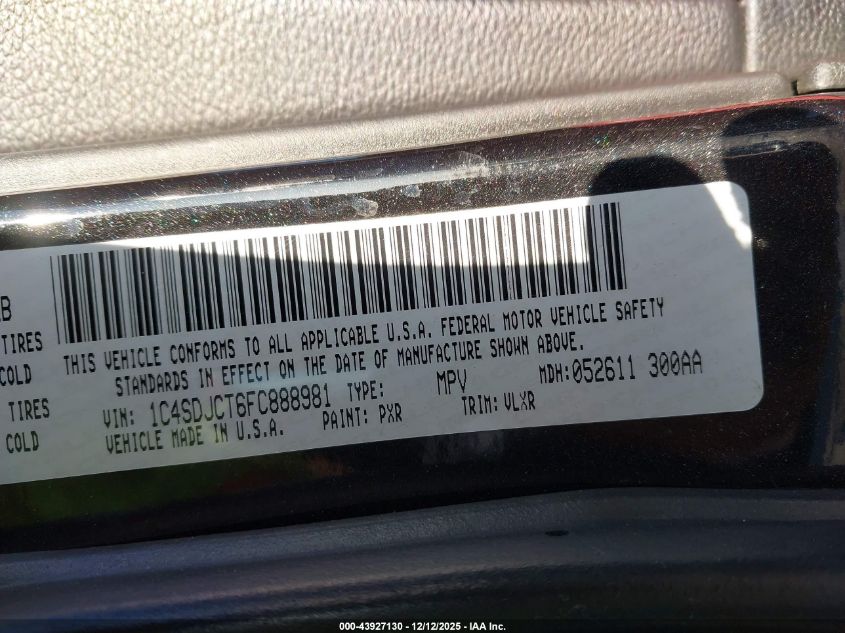 B
TIRES
COLD
TIRES
COLD
THIS VEHICLE CONFORMS TO ALL APPLICABLE U.S.A. FEDERAL MOTOR VEHICLE SAFETY
STANDARDS IN EFFECT ON THE DATE OF MANUFACTURE SHOWN ABOVE.
VIN: 1C4SDJCT6FC888981 TYPE: MPV MDH:052611 300AA
VEHICLE MADE IN U.S.A. PAINT: PXR TRIM: VLXR
000-43927130 - 12/12/2025 - IAA Inc.